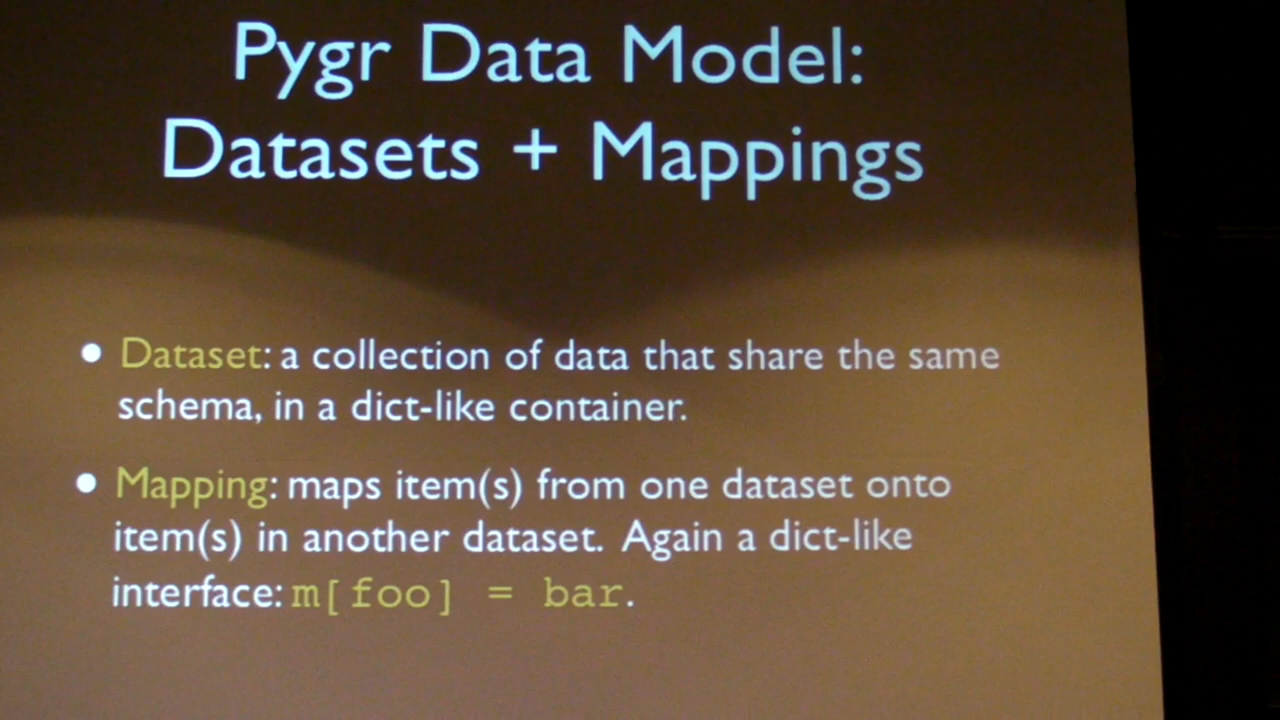 Pygr Data Model:
Datasets + Mappings
• Dataset: a collection of data that share the same
schema, in a dict-like container.
• Mapping: maps item(s) from one dataset onto
item(s) in another dataset. Again a dict-like
interface: m[foo] = bar.